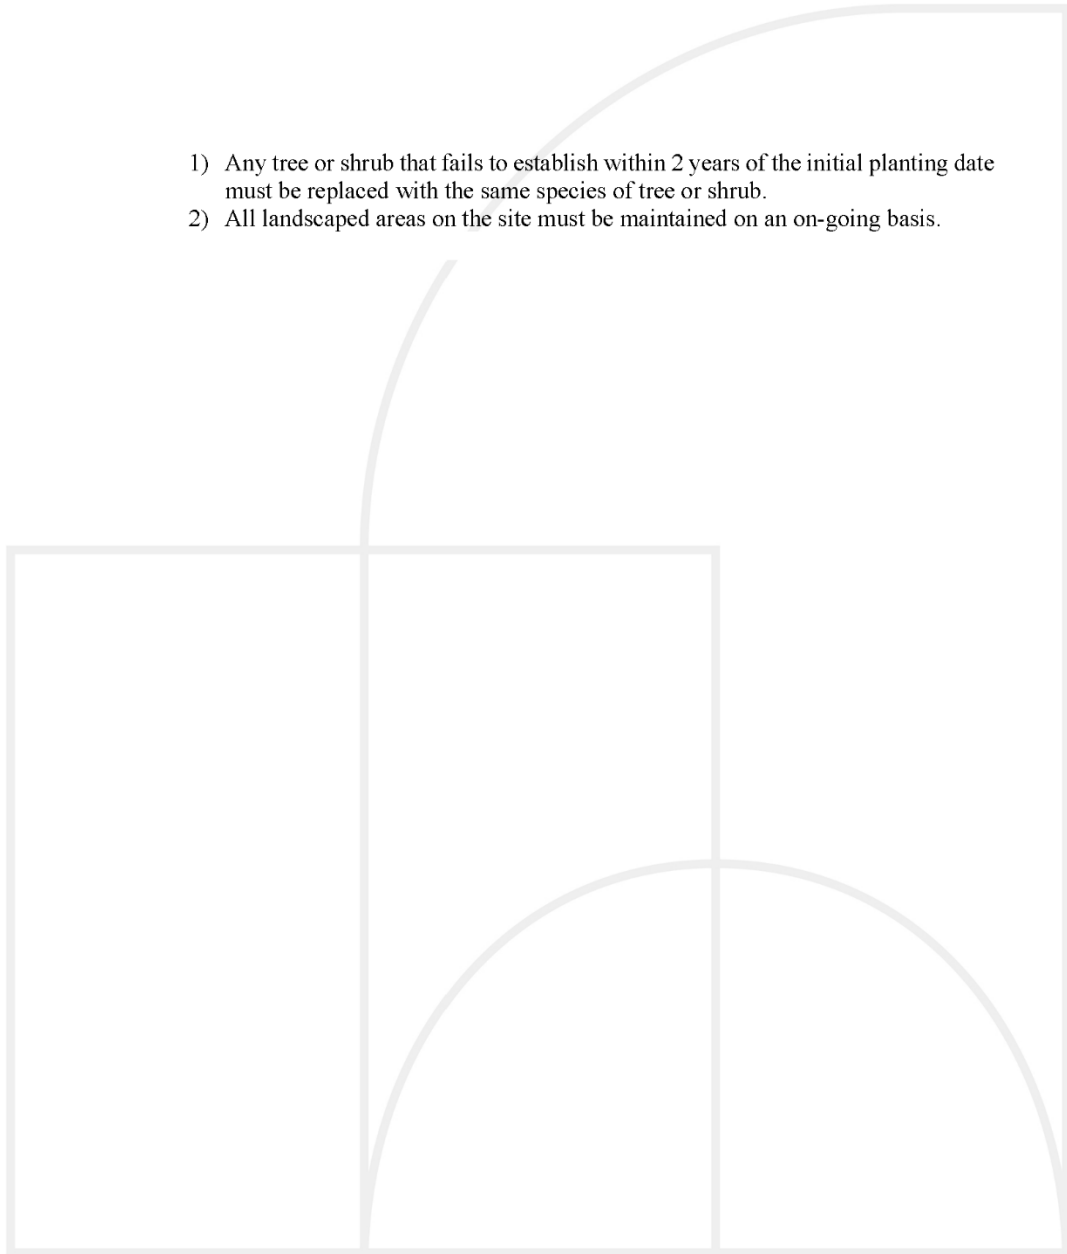 1) Any tree or shrub that fails to establish within 2 years of the initial planting date
must be replaced with the same species of tree or shrub.
2) All landscaped areas on the site must be maintained on an on-going basis.